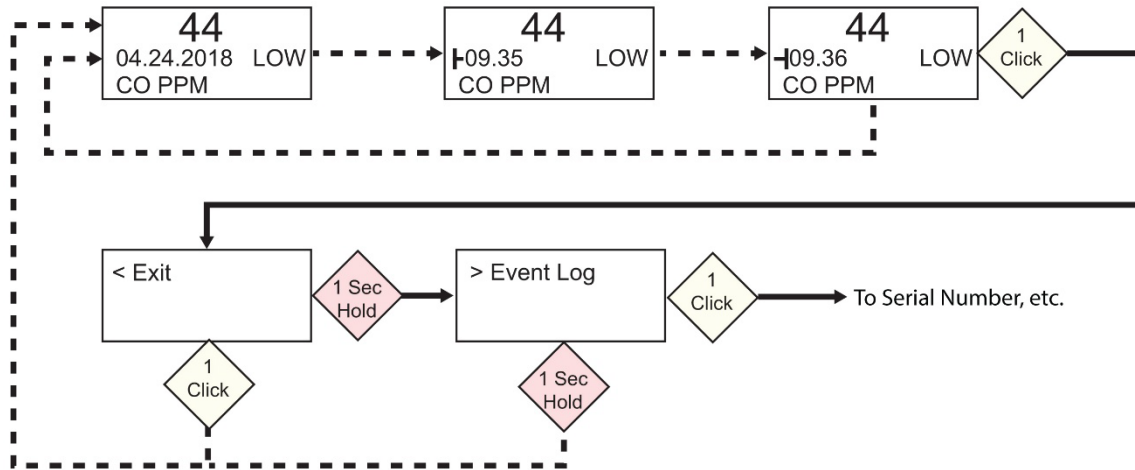 44
04.24.2018 LOW
CO PPM
44
09.35 LOW
CO PPM
44
09.36 LOW
CO PPM
1
Click
< Exit
1 Sec
Hold
> Event Log
1
Click
To Serial Number, etc.
1
Click
1 Sec
Hold